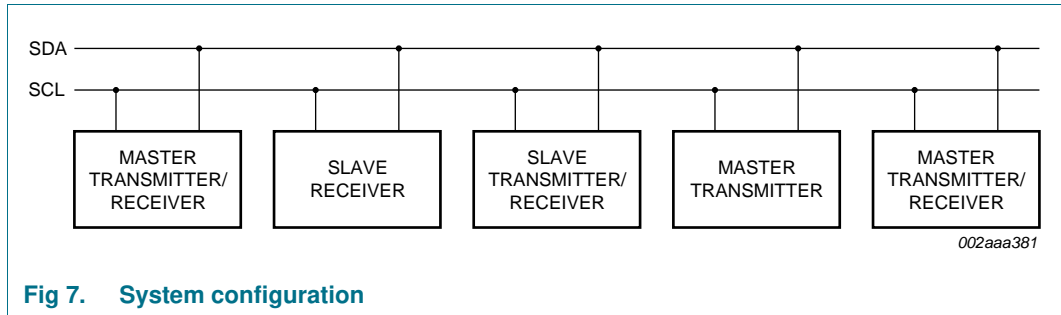 SDA
SCL
MASTER
TRANSMITTER/
RECEIVER
SLAVE
RECEIVER
SLAVE
TRANSMITTER/
RECEIVER
MASTER
TRANSMITTER
MASTER
TRANSMITTER/
RECEIVER
002aaa381
Fig 7. System configuration